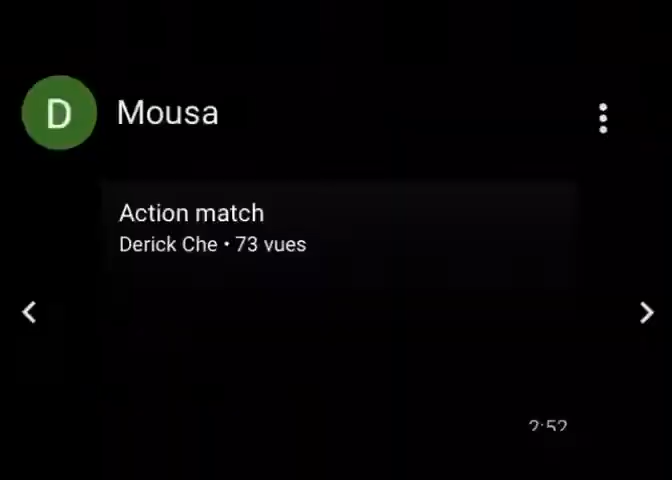 D
Mousa
Action match
Derick Che • 73 vues
2:52